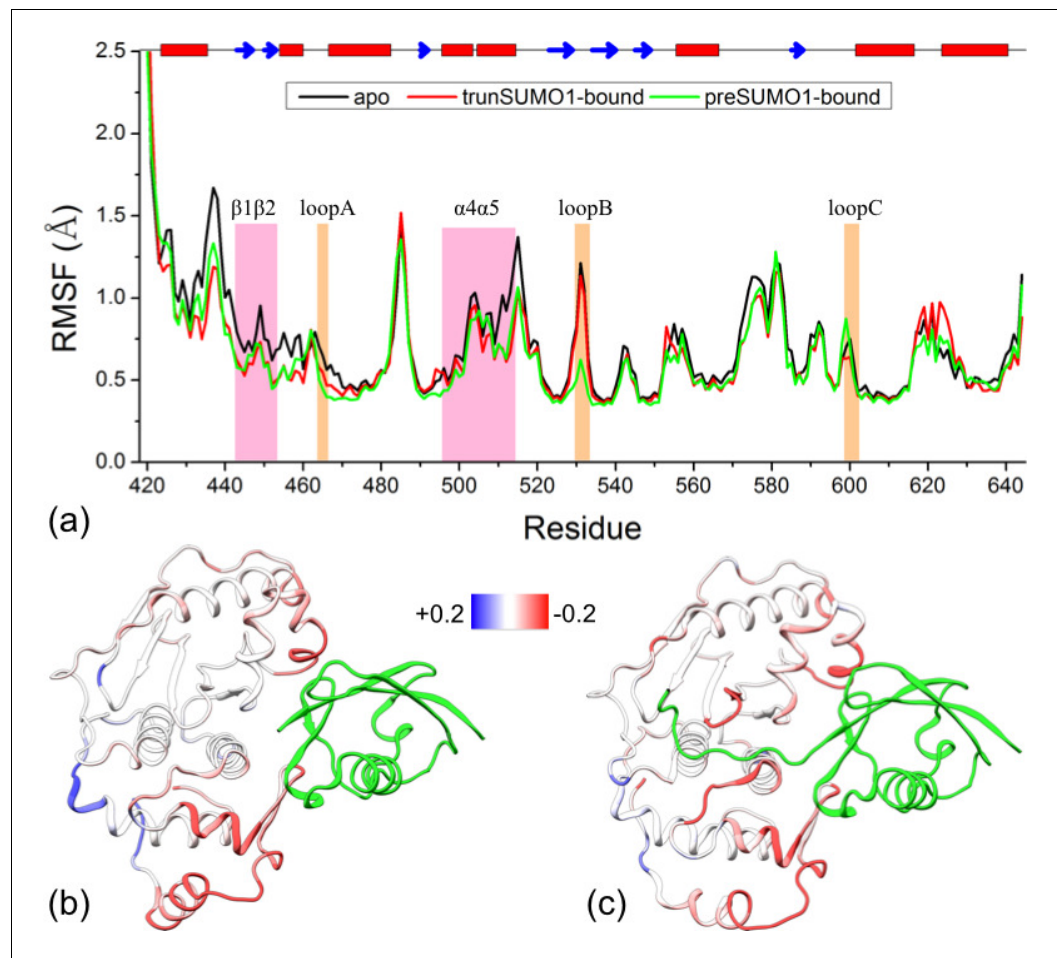 2.5
2.0
1.5
1.0
0.5
0.0
RMSF (Å)
apo trunSUMO1-bound preSUMO1-bound
β1β2 loopA α4α5 loopB loopC
420 440 460 480 500 520 540 560 580 600 620 640
Residue
(a)
+0.2 -0.2
(b) (c)